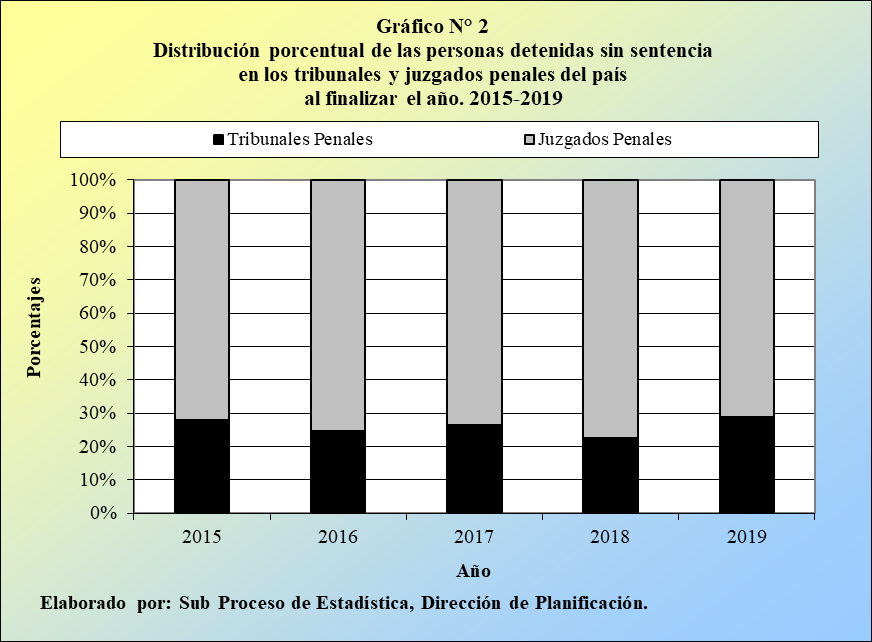 Gráfico N° 2
Distribución porcentual de las personas detenidas sin sentencia
en los tribunales y juzgados penales del país
al finalizar el año. 2015-2019
Tribunales Penales
Juzgados Penales
100%
90%
80%
70%
60%
50%
40%
30%
20%
10%
0%
Porcentajes
2015
2016
2017
2018
2019
Año
Elaborado por: Sub Proceso de Estadística, Dirección de Planificación.